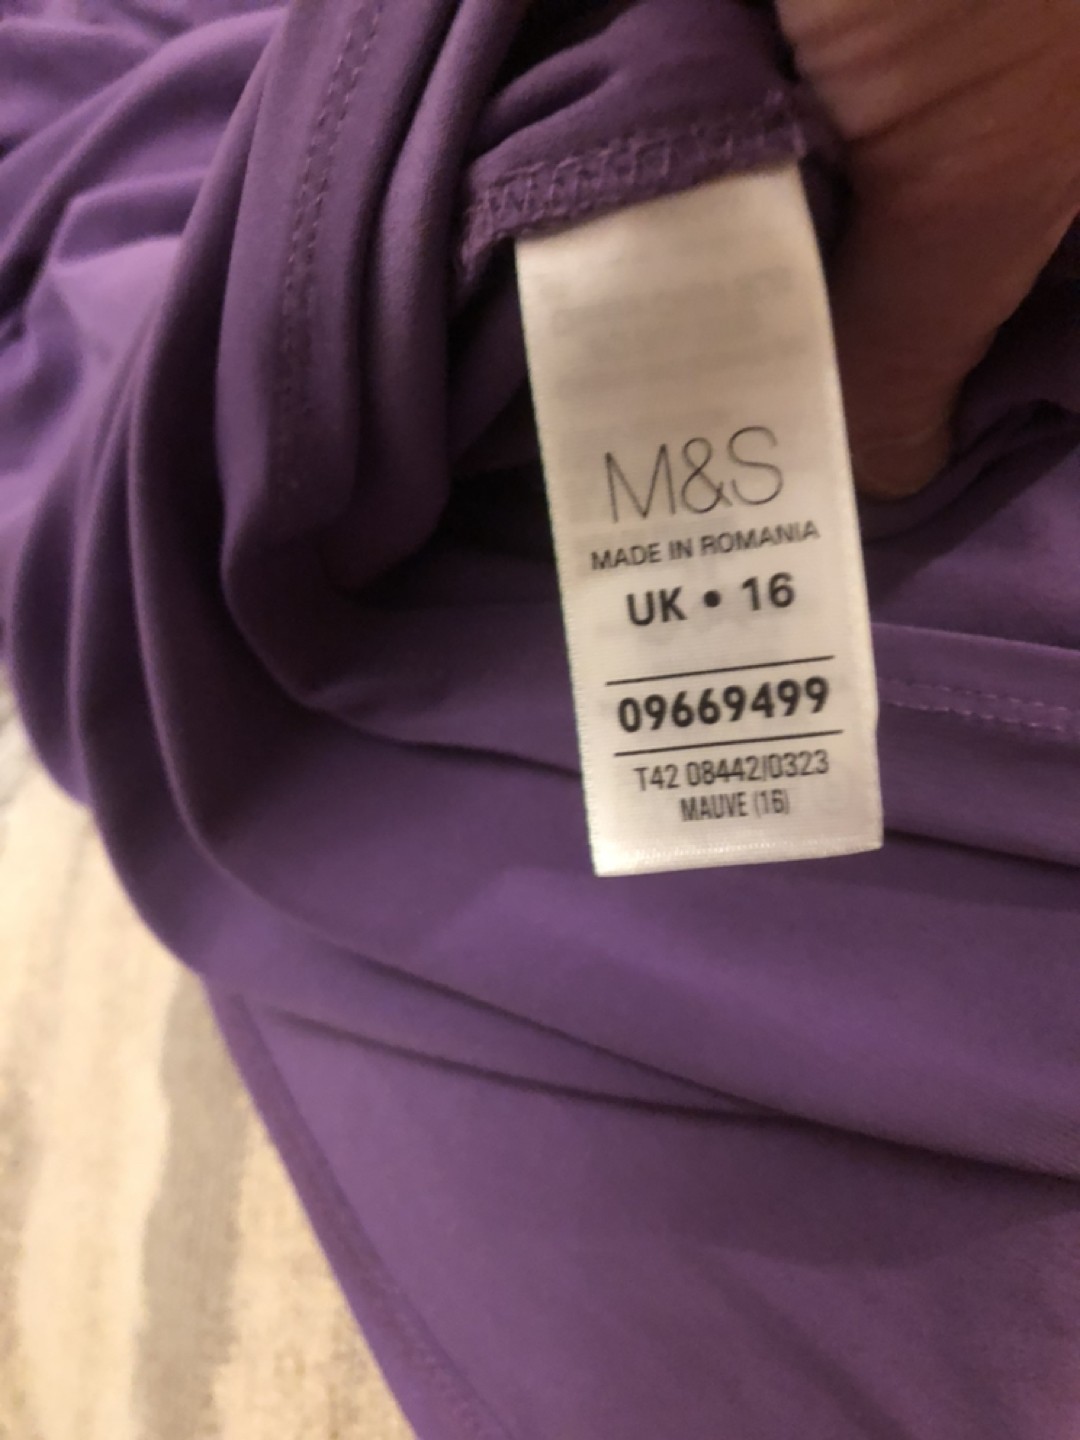 M&S
MADE IN ROMANIA
UK • 16
09669499
T42 08442/0323
MAUVE (16)